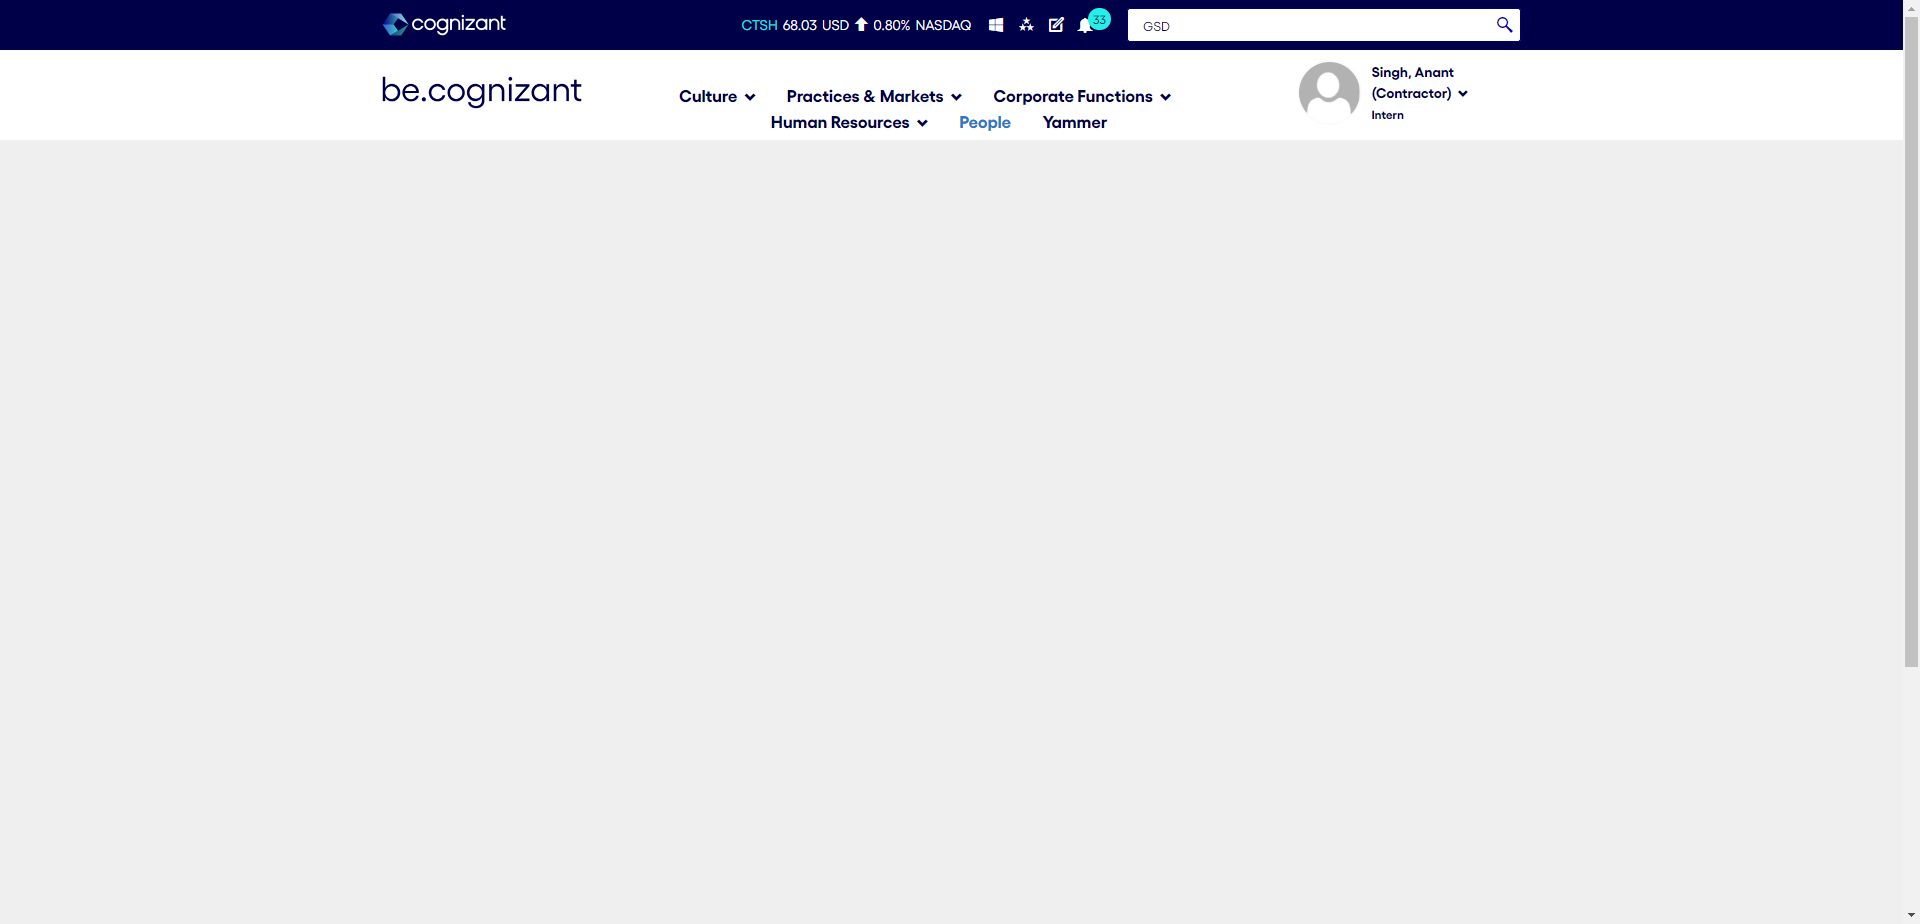 cognizant
CTSH 68.03 USD 0.80% NASDAQ
33
GSD
be.cognizant
Culture
Practices & Markets
Corporate Functions
Human Resources
People
Yammer
Singh, Anant
(Contractor)
Intern